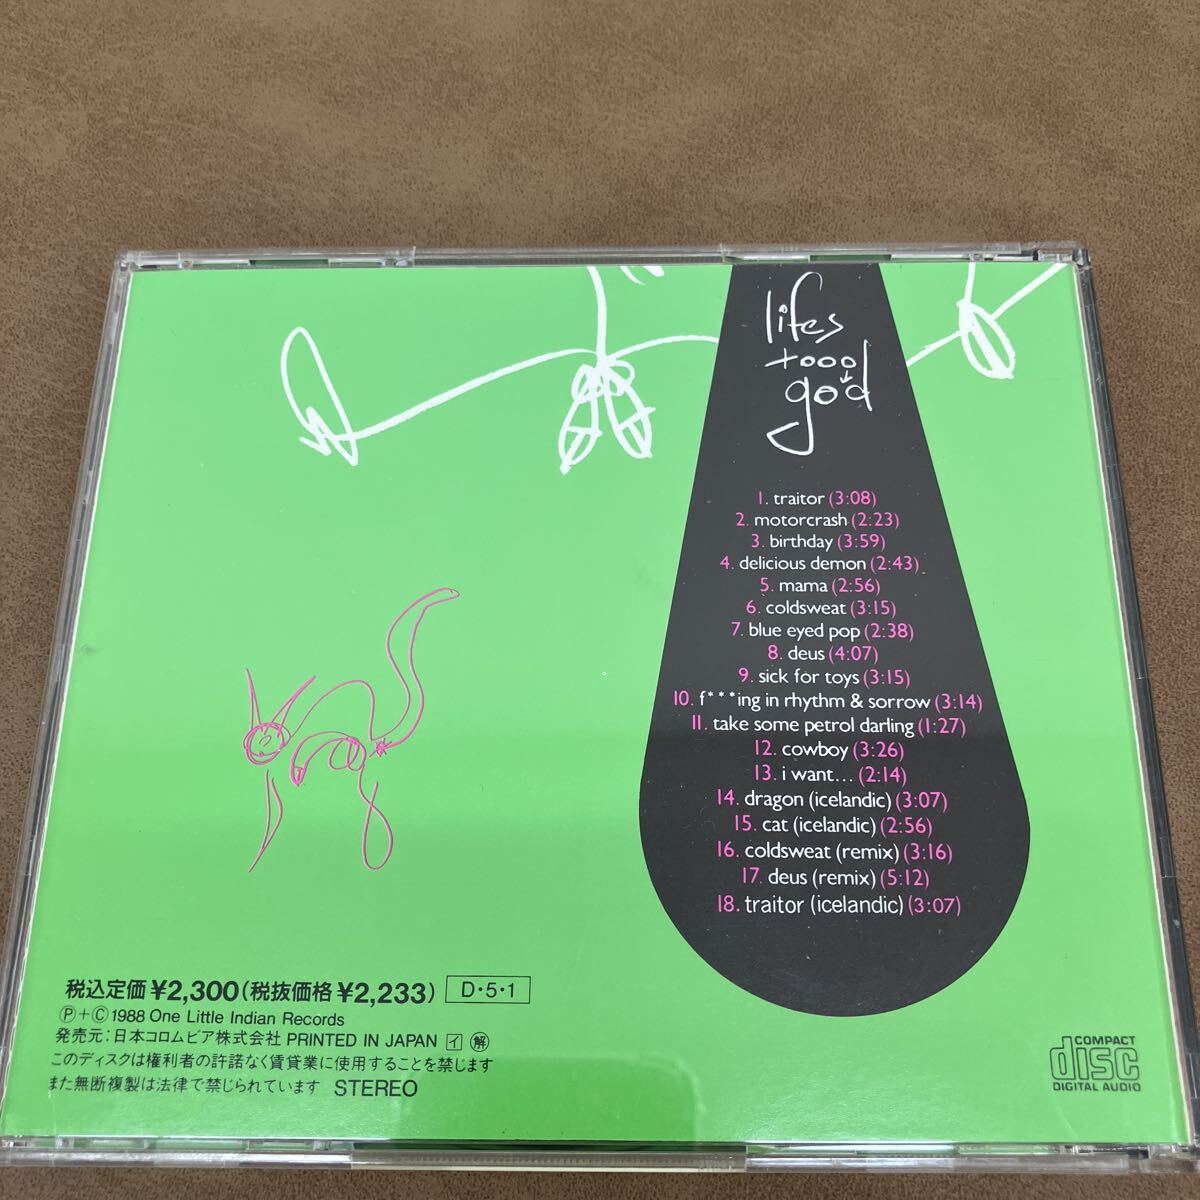 lifes
tooo
go'd
1. traitor (3:08)
2. motorcrash (2:23)
3. birthday (3:59)
4. delicious demon (2:43)
5. mama (2:56)
6. coldsweat (3:15)
7. blue eyed pop (2:38)
8. deus (4:07)
9. sick for toys (3:15)
10. f***ing in rhythm & sorrow (3:14)
11. take some petrol darling (1:27)
12. cowboy (3:26)
13. i want... (2:14)
14. dragon (icelandic) (3:07)
15. cat (icelandic) (2:56)
16. coldsweat (remix) (3:16)
17. deus (remix) (5:12)
18. traitor (icelandic) (3:07)
税込定価¥2,300(税抜価格¥2,233) D・5・1
Ⓟ+Ⓒ1988 One Little Indian Records
発売元:日本コロムビア株式会社 PRINTED IN JAPAN イ 解
このディスクは権利者の許諾なく賃貸業に使用することを禁じます
また無断複製は法律で禁じられています STEREO
COMPACT
disc
DIGITAL AUDIO